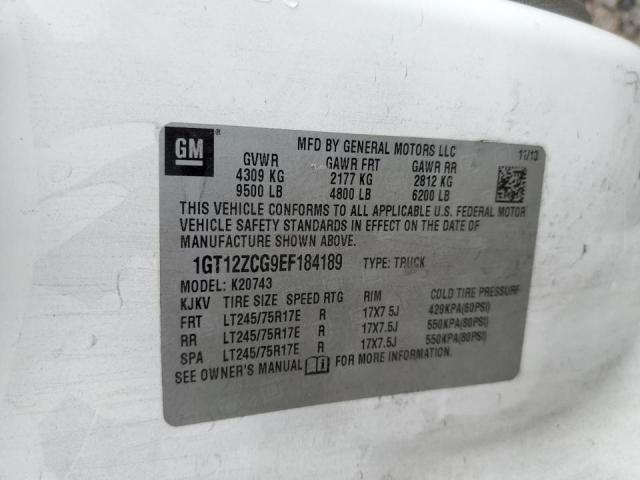 GM ® MFD BY GENERAL MOTORS LLC 11/13
GVWR GAWR FRT GAWR RR
4309 KG 2177 KG 2812 KG
9500 LB 4800 LB 6200 LB
THIS VEHICLE CONFORMS TO ALL APPLICABLE U.S. FEDERAL MOTOR
VEHICLE SAFETY STANDARDS IN EFFECT ON THE DATE OF
MANUFACTURE SHOWN ABOVE.
1GT12ZCG9EF184189 TYPE: TRUCK
MODEL: K20743
KJKV TIRE SIZE SPEED RTG RIM COLD TIRE PRESSURE
FRT LT245/75R17E R 17X7.5J 420KPA(60PSI)
RR LT245/75R17E R 17X7.5J 550KPA(80PSI)
SPA LT245/75R17E R 17X7.5J 550KPA(80PSI)
SEE OWNER'S MANUAL i FOR MORE INFORMATION.